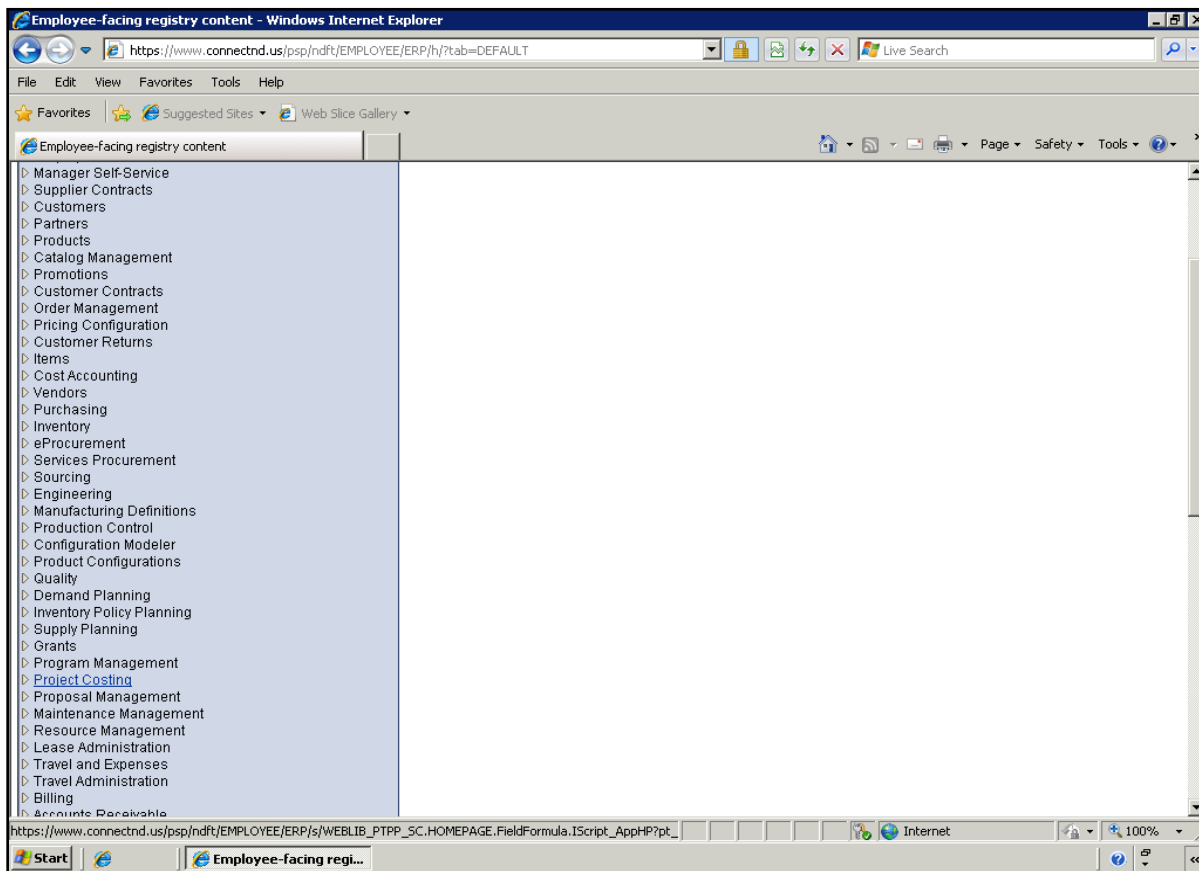 Employee-facing registry content - Windows Internet Explorer
https://www.connectnd.us/psp/ndft/EMPLOYEE/ERP/h/?tab=DEFAULT
Live Search
File Edit View Favorites Tools Help
Favorites Suggested Sites Web Slice Gallery
Employee-facing registry content
Page Safety Tools
Manager Self-Service
Supplier Contracts
Customers
Partners
Products
Catalog Management
Promotions
Customer Contracts
Order Management
Pricing Configuration
Customer Returns
Items
Cost Accounting
Vendors
Purchasing
Inventory
eProcurement
Services Procurement
Sourcing
Engineering
Manufacturing Definitions
Production Control
Configuration Modeler
Product Configurations
Quality
Demand Planning
Inventory Policy Planning
Supply Planning
Grants
Program Management
Project Costing
Proposal Management
Maintenance Management
Resource Management
Lease Administration
Travel and Expenses
Travel Administration
Billing
Accounts Receivable
https://www.connectnd.us/psp/ndft/EMPLOYEE/ERP/s/WEBLIB_PTPP_SC.HOMEPAGE.FieldFormula.IScript_AppHP?pt_
Internet
100%
Start
Employee-facing regi...